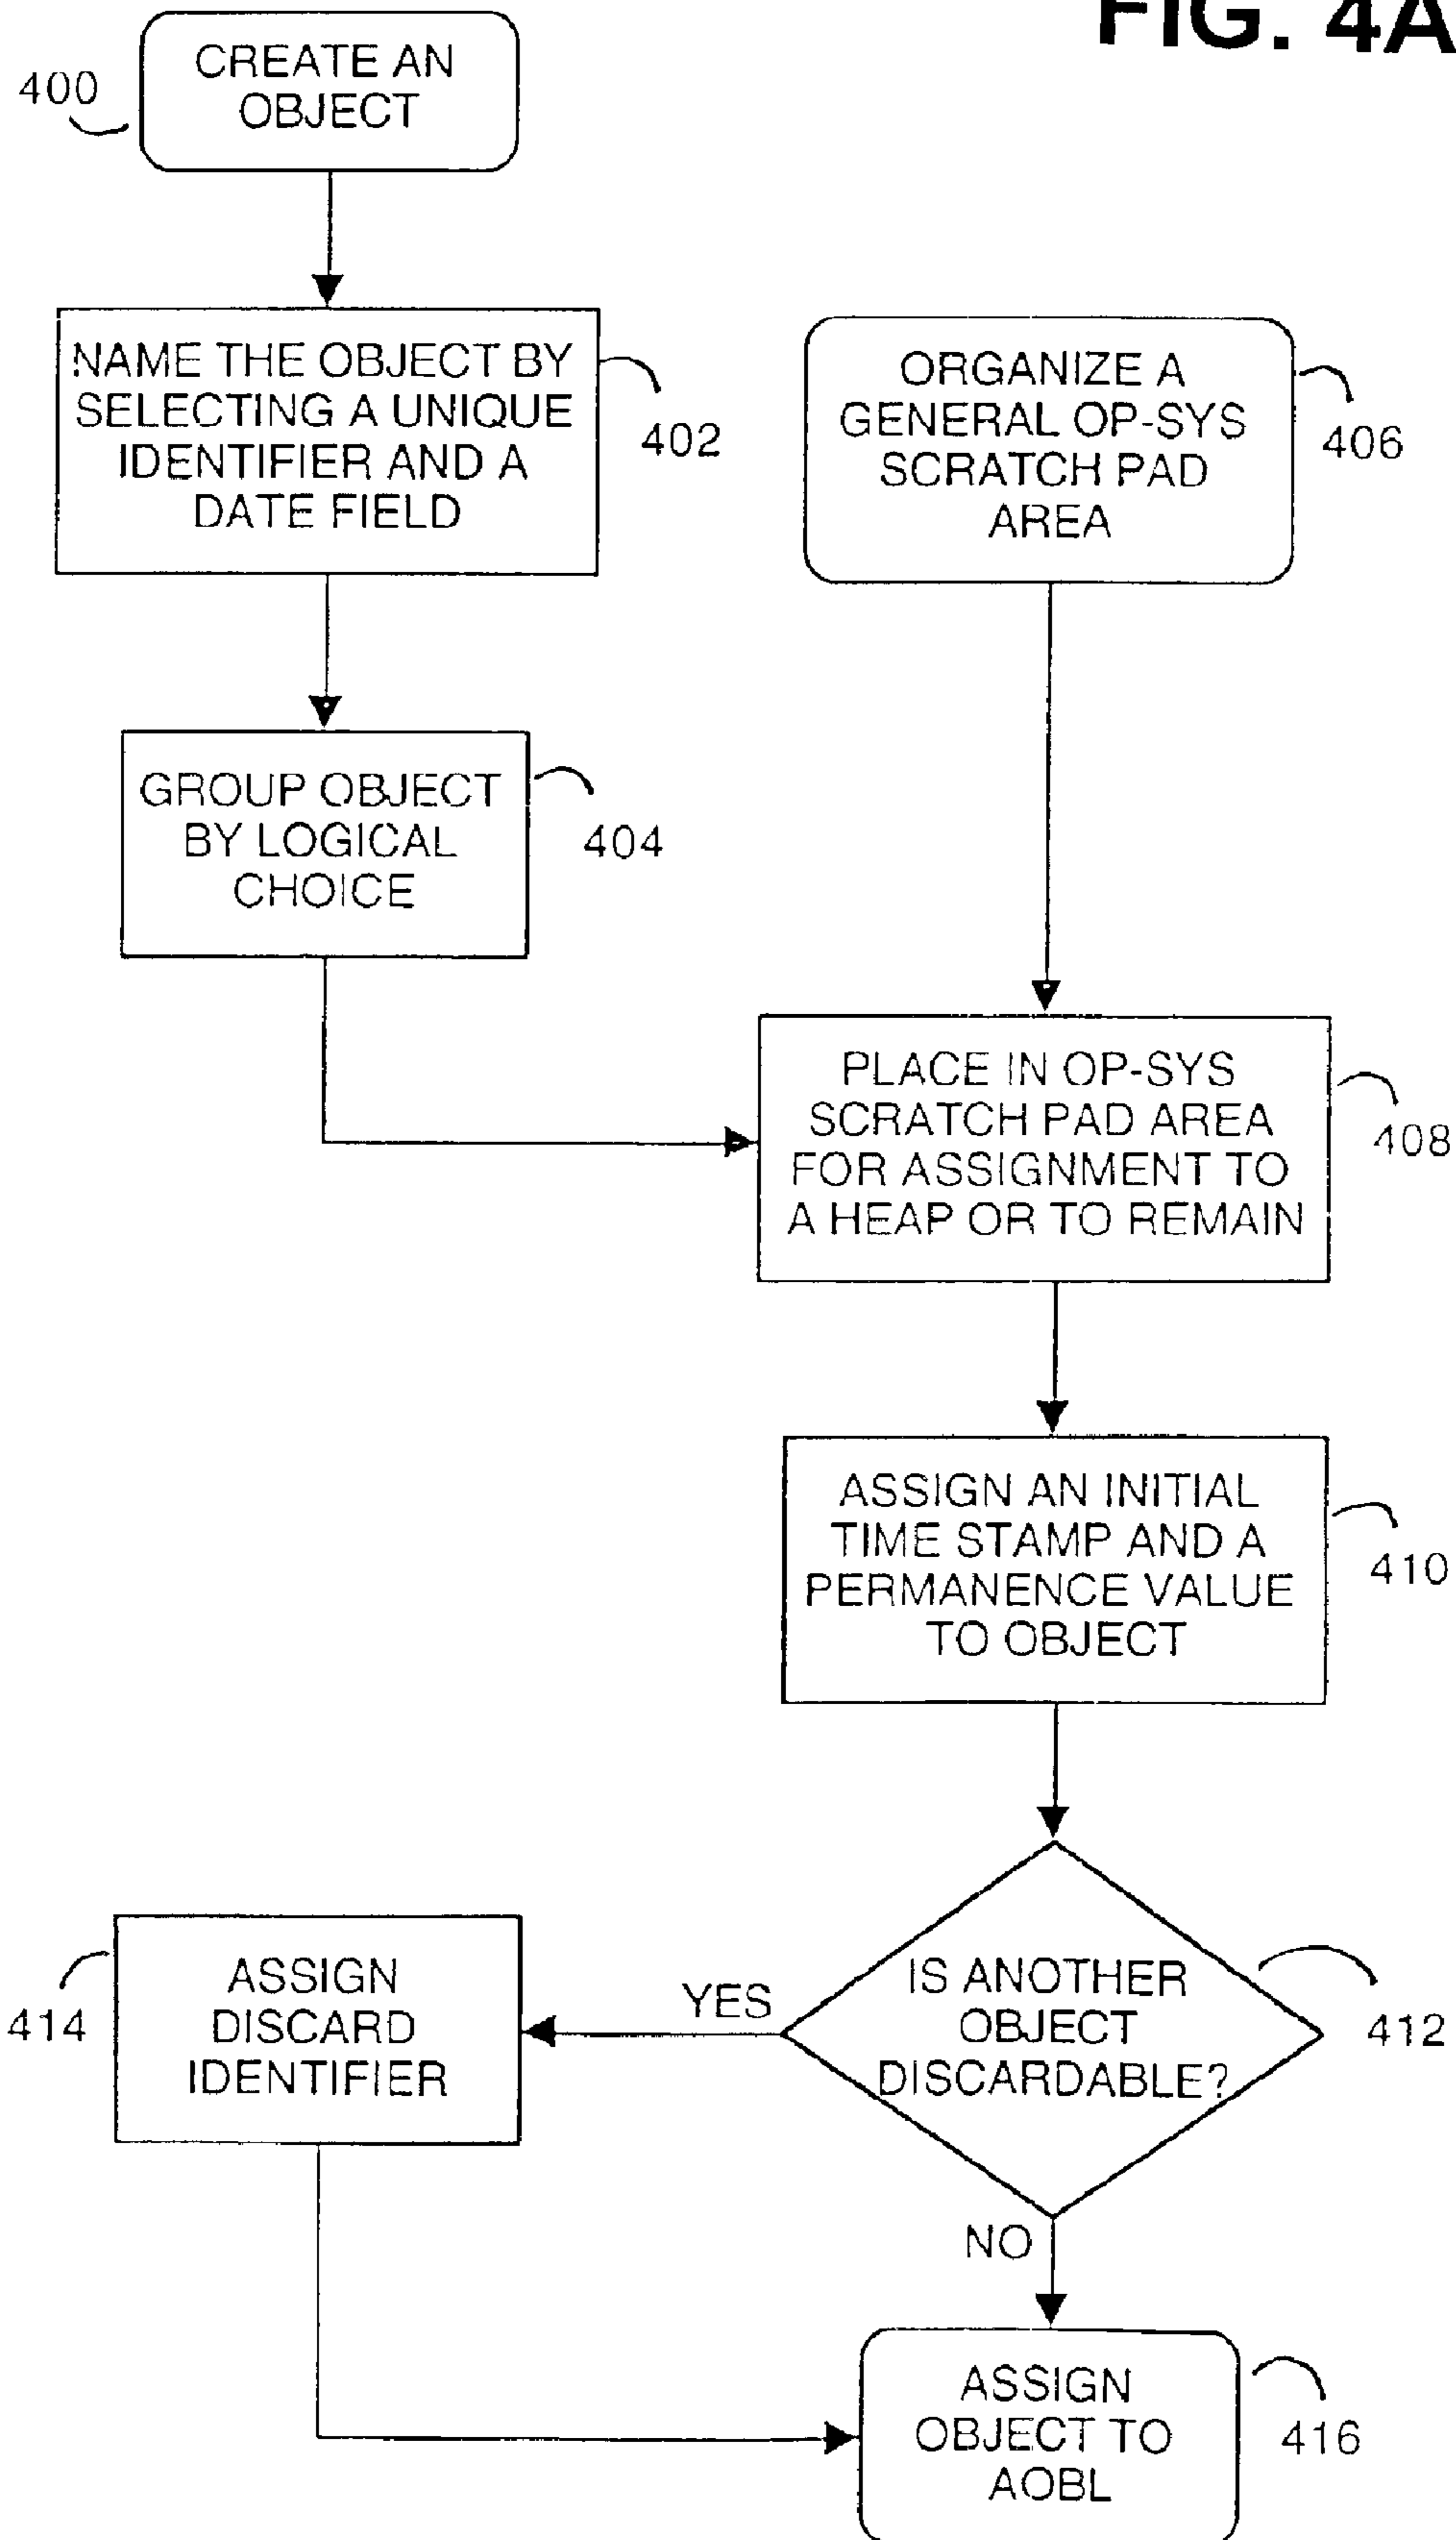 FIG. 4A
400
CREATE AN
OBJECT
NAME THE OBJECT BY
SELECTING A UNIQUE
IDENTIFIER AND A
DATE FIELD
402
ORGANIZE A
GENERAL OP-SYS
SCRATCH PAD
AREA
406
GROUP OBJECT
BY LOGICAL
CHOICE
404
PLACE IN OP-SYS
SCRATCH PAD AREA
FOR ASSIGNMENT TO
A HEAP OR TO REMAIN
408
ASSIGN AN INITIAL
TIME STAMP AND A
PERMANENCE VALUE
TO OBJECT
410
IS ANOTHER
OBJECT
DISCARDABLE?
412
YES
414
ASSIGN
DISCARD
IDENTIFIER
NO
ASSIGN
OBJECT TO
AOBL
416